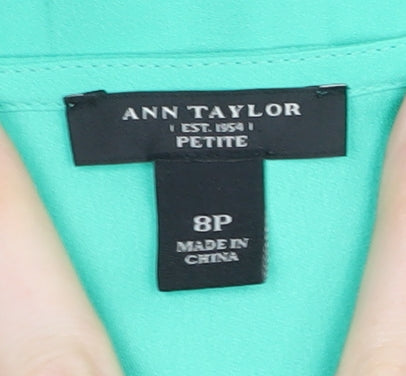 ANN TAYLOR
EST. 1954
PETITE
8P
MADE IN
CHINA